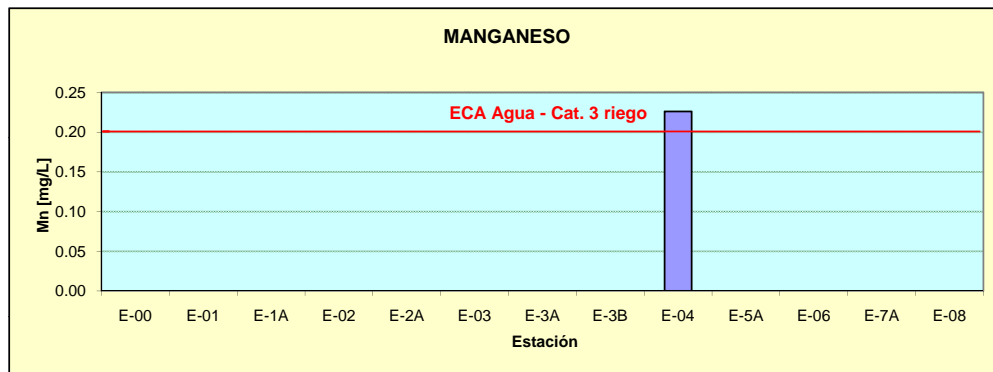 MANGANESO
ECA Agua - Cat. 3 riego
Mn [mg/L]
0.25
0.20
0.15
0.10
0.05
0.00
E-00 E-01 E-1A E-02 E-2A E-03 E-3A E-3B E-04 E-5A E-06 E-7A E-08
Estación